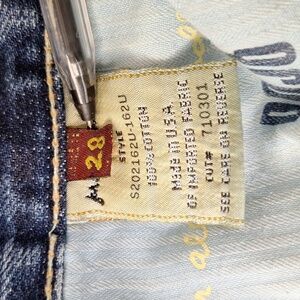 28
STYLE
S202162U-162U
100% COTTON
Made in U.S.A
OF IMPORTED FABRIC
CUT# 710301
SEE CARE ON REVERSE